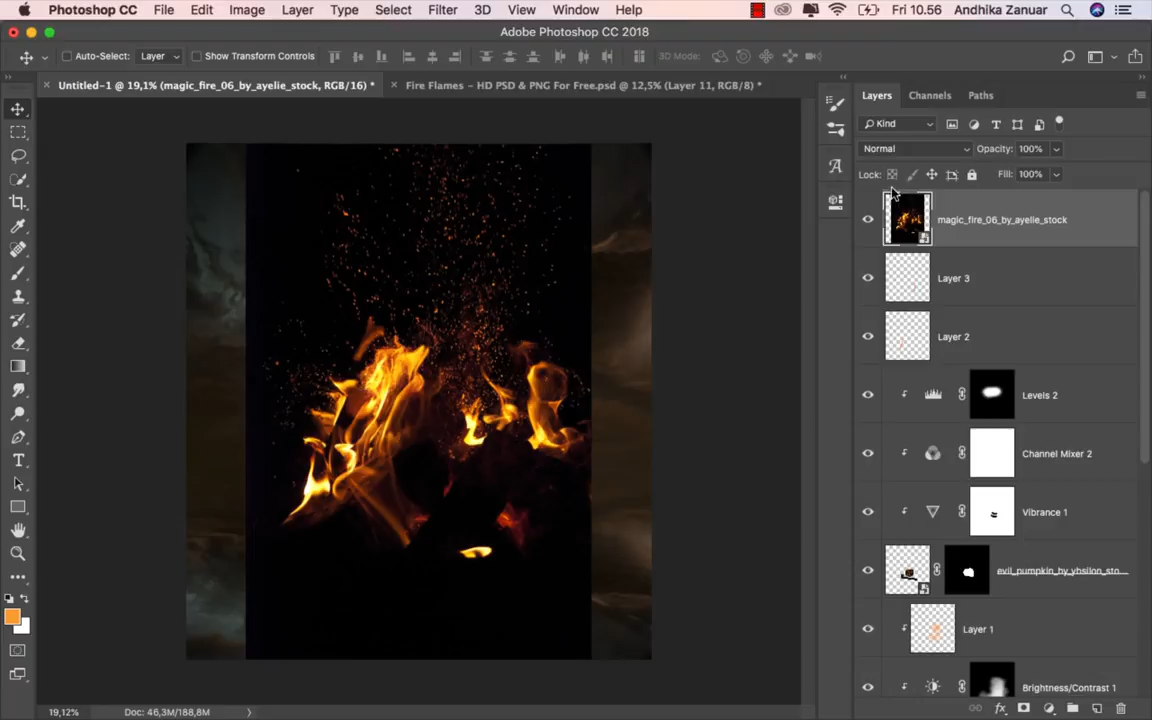 Photoshop CC File Edit Image Layer Type Select Filter 3D View Window Help Fri 10.56 Andhika Zanuar
Adobe Photoshop CC 2018
Auto-Select: Layer Show Transform Controls 3D Mode:
Untitled-1 @ 19,1% (magic_fire_06_by_ayelie_stock, RGB/16) * Fire Flames – HD PSD & PNG For Free.psd @ 12,5% (Layer 11, RGB/8) *
Layers Channels Paths
Kind
Normal Opacity: 100%
Lock: Fill: 100%
magic_fire_06_by_ayelie_stock
Layer 3
Layer 2
Levels 2
Channel Mixer 2
Vibrance 1
evil_pumpkin_by_ybsilon_sto...
Layer 1
Brightness/Contrast 1
19,12% Doc: 46,3M/188,8M